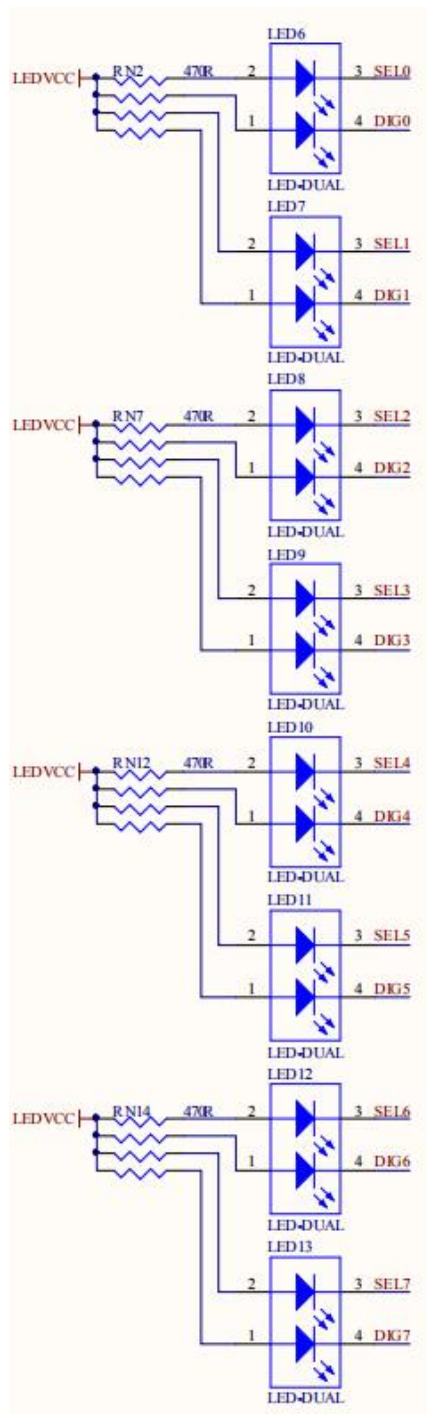 LED6
LEDVCC RN2 470R 2 3 SEL0
1 4 DIG0
LED-DUAL
LED7
2 3 SEL1
1 4 DIG1
LED-DUAL
LED8
LEDVCC RN7 470R 2 3 SEL2
1 4 DIG2
LED-DUAL
LED9
2 3 SEL3
1 4 DIG3
LED-DUAL
LED10
LEDVCC RN12 470R 2 3 SEL4
1 4 DIG4
LED-DUAL
LED11
2 3 SEL5
1 4 DIG5
LED-DUAL
LED12
LEDVCC RN14 470R 2 3 SEL6
1 4 DIG6
LED-DUAL
LED13
2 3 SEL7
1 4 DIG7
LED-DUAL